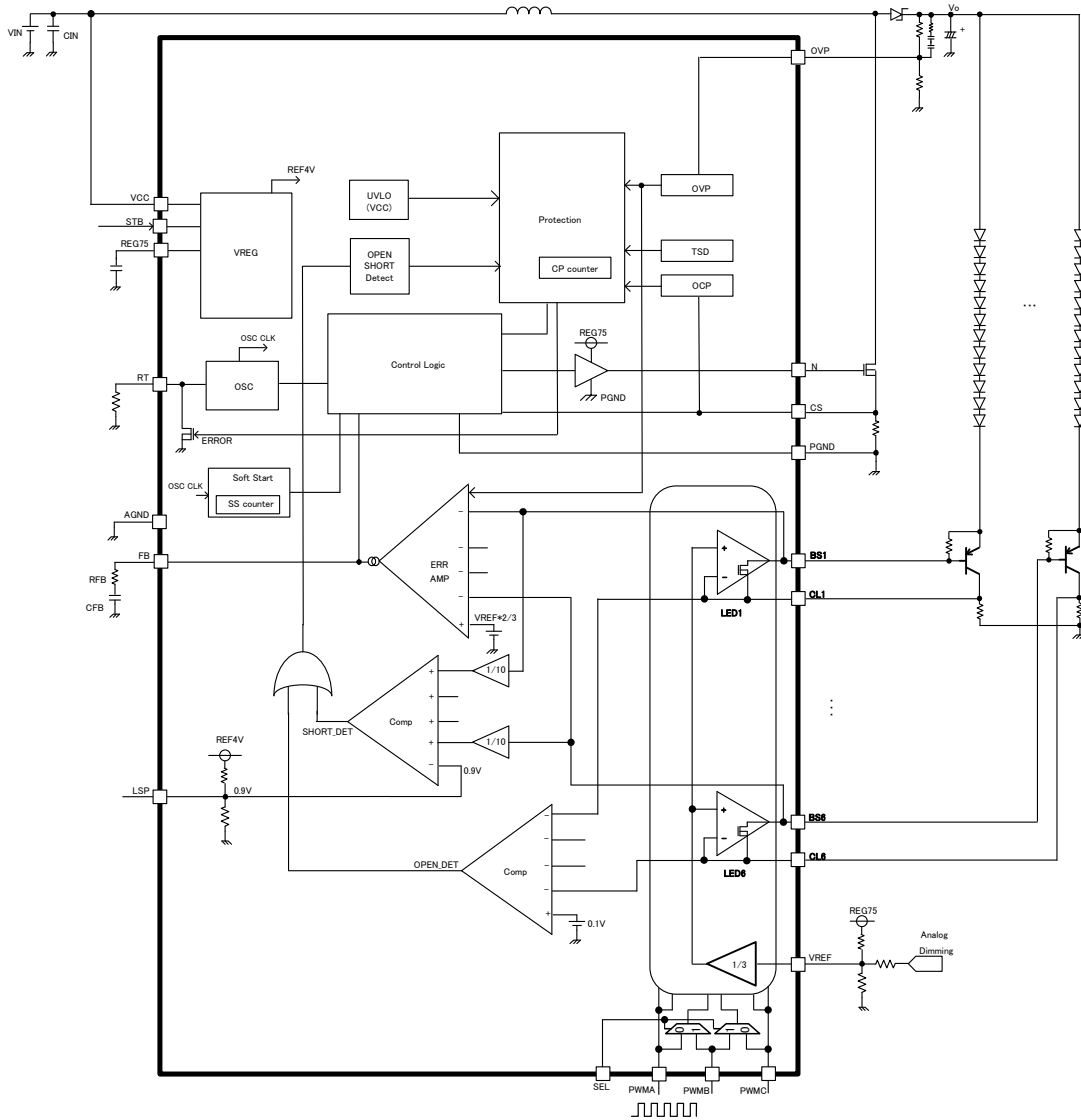 VIN
CIN
Vo
+
OVP
REF4V
UVLO
(VCC)
OVP
VCC
STB
Protection
REG75
VREG
OPEN
SHORT
Detect
TSD
CP counter
OCP
...
OSC CLK
Control Logic
REG75
RT
OSC
N
PGND
CS
ERROR
PGND
Soft Start
OSC CLK
SS counter
AGND
FB
ERR
AMP
−
−
−
−
+
+
−
BS1
RFB
CFB
CL1
LED1
VREF*2/3
1/10
+
+
+
+
−
Comp
SHORT_DET
1/10
...
REF4V
0.9V
LSP
0.9V
−
−
−
−
+
+
−
BS6
CL6
OPEN_DET
Comp
LED6
0.1V
REG75
Analog
Dimming
VREF
1/3
0
1
1
0
SEL
PWMA
PWMB
PWMC